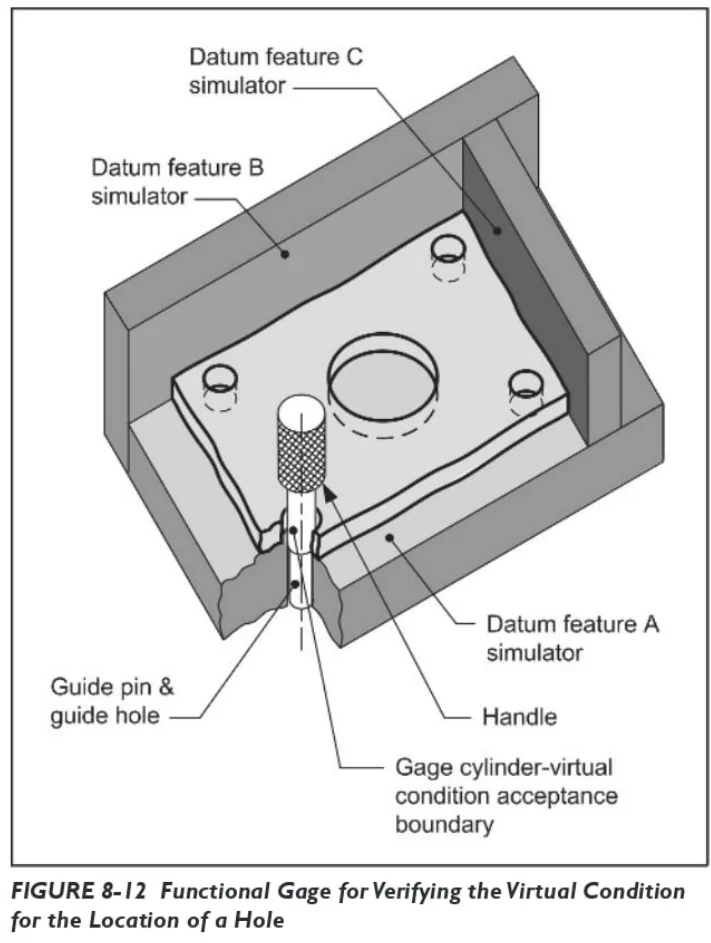 Datum feature C
simulator
Datum feature B
simulator
Datum feature A
simulator
Guide pin &
guide hole
Handle
Gage cylinder-virtual
condition acceptance
boundary
FIGURE 8-12 Functional Gage for Verifying the Virtual Condition
for the Location of a Hole